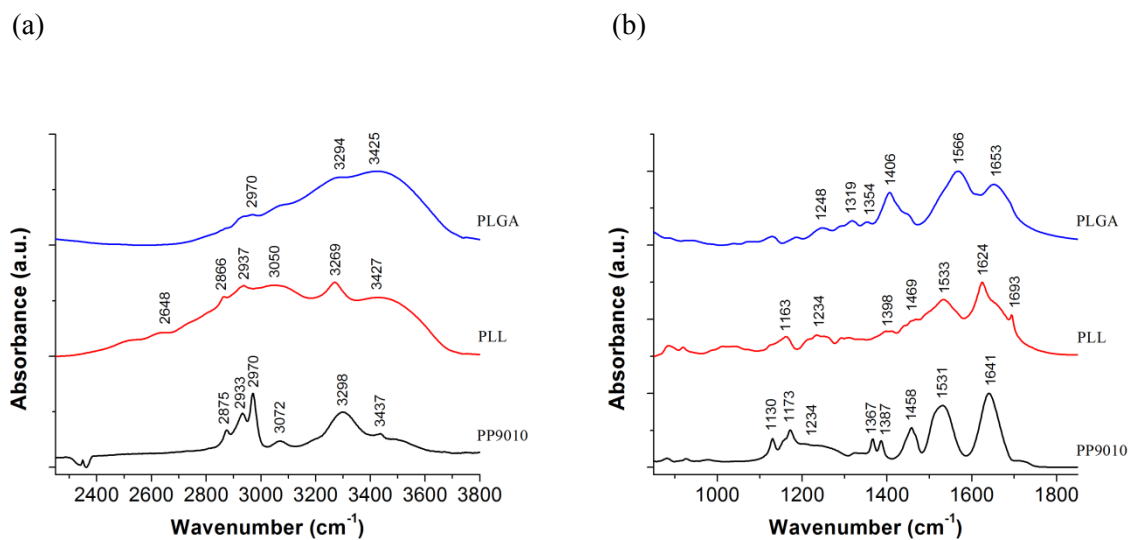 (a)
(b)
Absorbance (a.u.)
3294
3425
2970
PLGA
2648
2866
2937
3050
3269
3427
PLL
2875
2933
2970
3072
3298
3437
PP9010
2400 2600 2800 3000 3200 3400 3600 3800
Wavenumber (cm-1)
Absorbance (a.u.)
1248
1319
1354
1406
1566
1653
PLGA
1163
1234
1398
1469
1533
1624
1693
PLL
1130
1173
1234
1367
1387
1458
1531
1641
PP9010
1000 1200 1400 1600 1800
Wavenumber (cm-1)